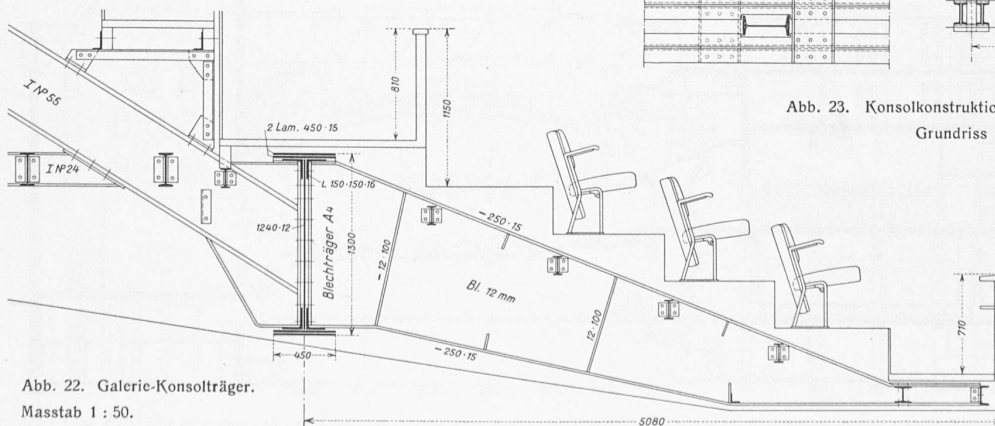 I № 55
I № 24
2 Lam. 450·15
L 150·150·16
1240·12
Blechträger A4
1300
450
810
1150
– 12·100
– 250·15
Bl. 12 mm
12·100
– 250·15
710
5080
Abb. 23. Konsolkonstruktio
Grundriss
Abb. 22. Galerie-Konsolträger.
Masstab 1 : 50.